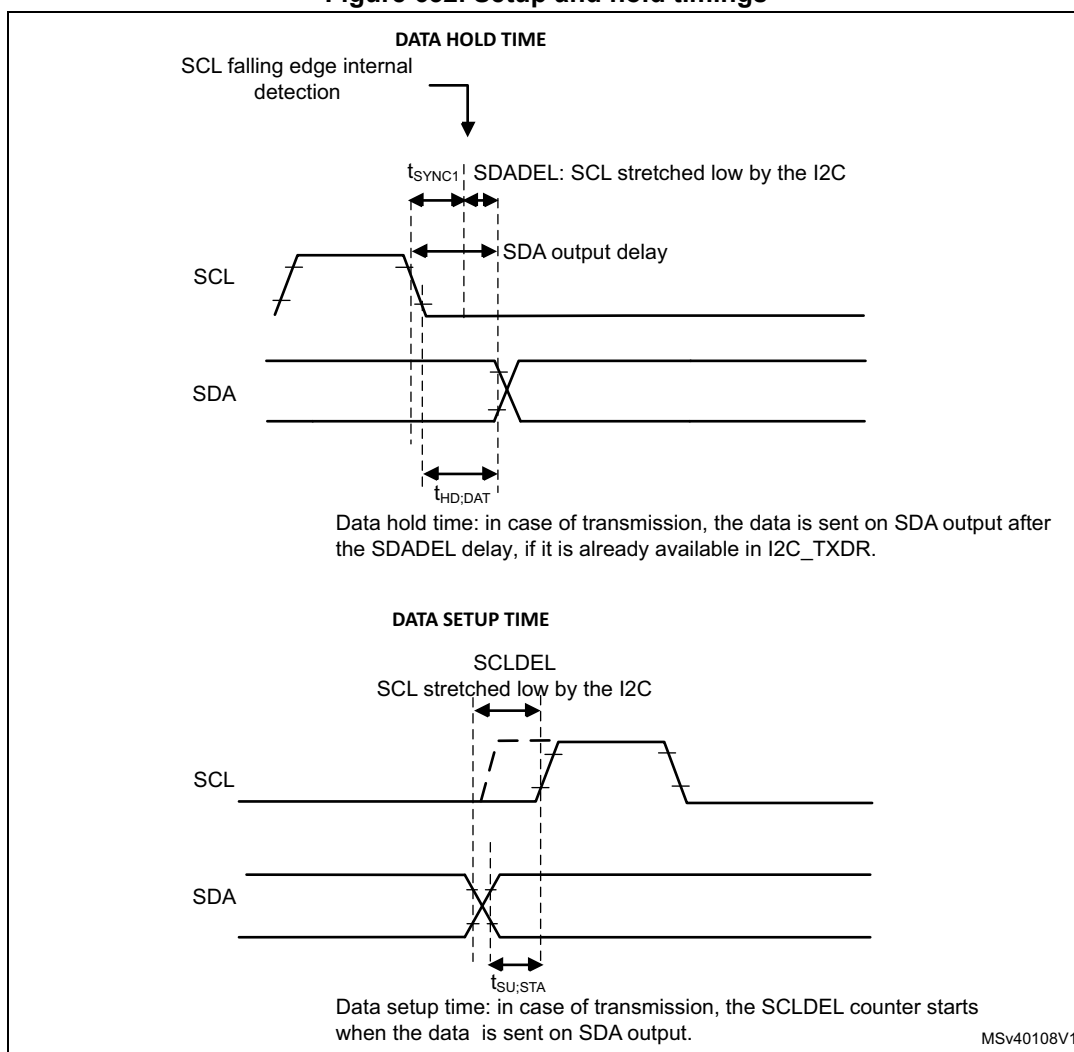 DATA HOLD TIME
SCL falling edge internal
detection
tSYNC1 SDADEL: SCL stretched low by the I2C
SDA output delay
SCL
SDA
tHD;DAT
Data hold time: in case of transmission, the data is sent on SDA output after
the SDADEL delay, if it is already available in I2C_TXDR.
DATA SETUP TIME
SCLDEL
SCL stretched low by the I2C
SCL
SDA
tSU;STA
Data setup time: in case of transmission, the SCLDEL counter starts
when the data is sent on SDA output.
MSv40108V1